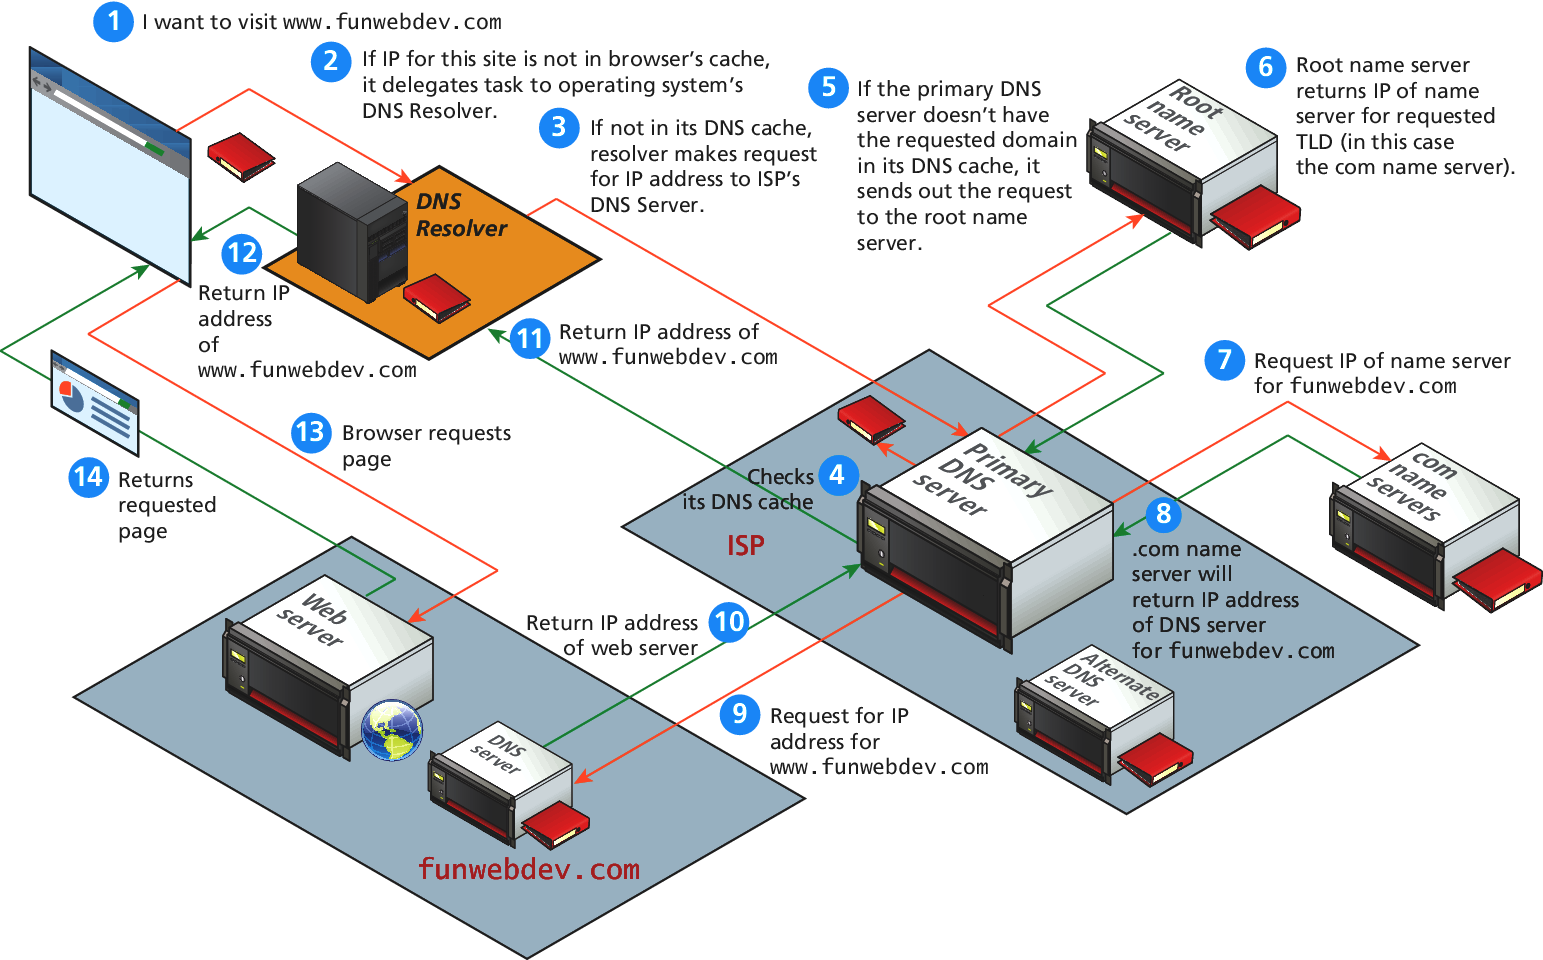 1 I want to visit www.funwebdev.com
2 If IP for this site is not in browser’s cache,
it delegates task to operating system’s
DNS Resolver.
3 If not in its DNS cache,
resolver makes request
for IP address to ISP’s
DNS Server.
DNS
Resolver
4 Checks
its DNS cache
5 If the primary DNS
server doesn’t have
the requested domain
in its DNS cache, it
sends out the request
to the root name
server.
Root
name
server
6 Root name server
returns IP of name
server for requested
TLD (in this case
the com name server).
7 Request IP of name server
for funwebdev.com
com
name
servers
8 .com name
server will
return IP address
of DNS server
for funwebdev.com
Primary
DNS
server
ISP
Alternate
DNS
server
9 Request for IP
address for
www.funwebdev.com
10 Return IP address
of web server
11 Return IP address of
www.funwebdev.com
12 Return IP
address
of
www.funwebdev.com
13 Browser requests
page
14 Returns
requested
page
Web
server
DNS
server
funwebdev.com